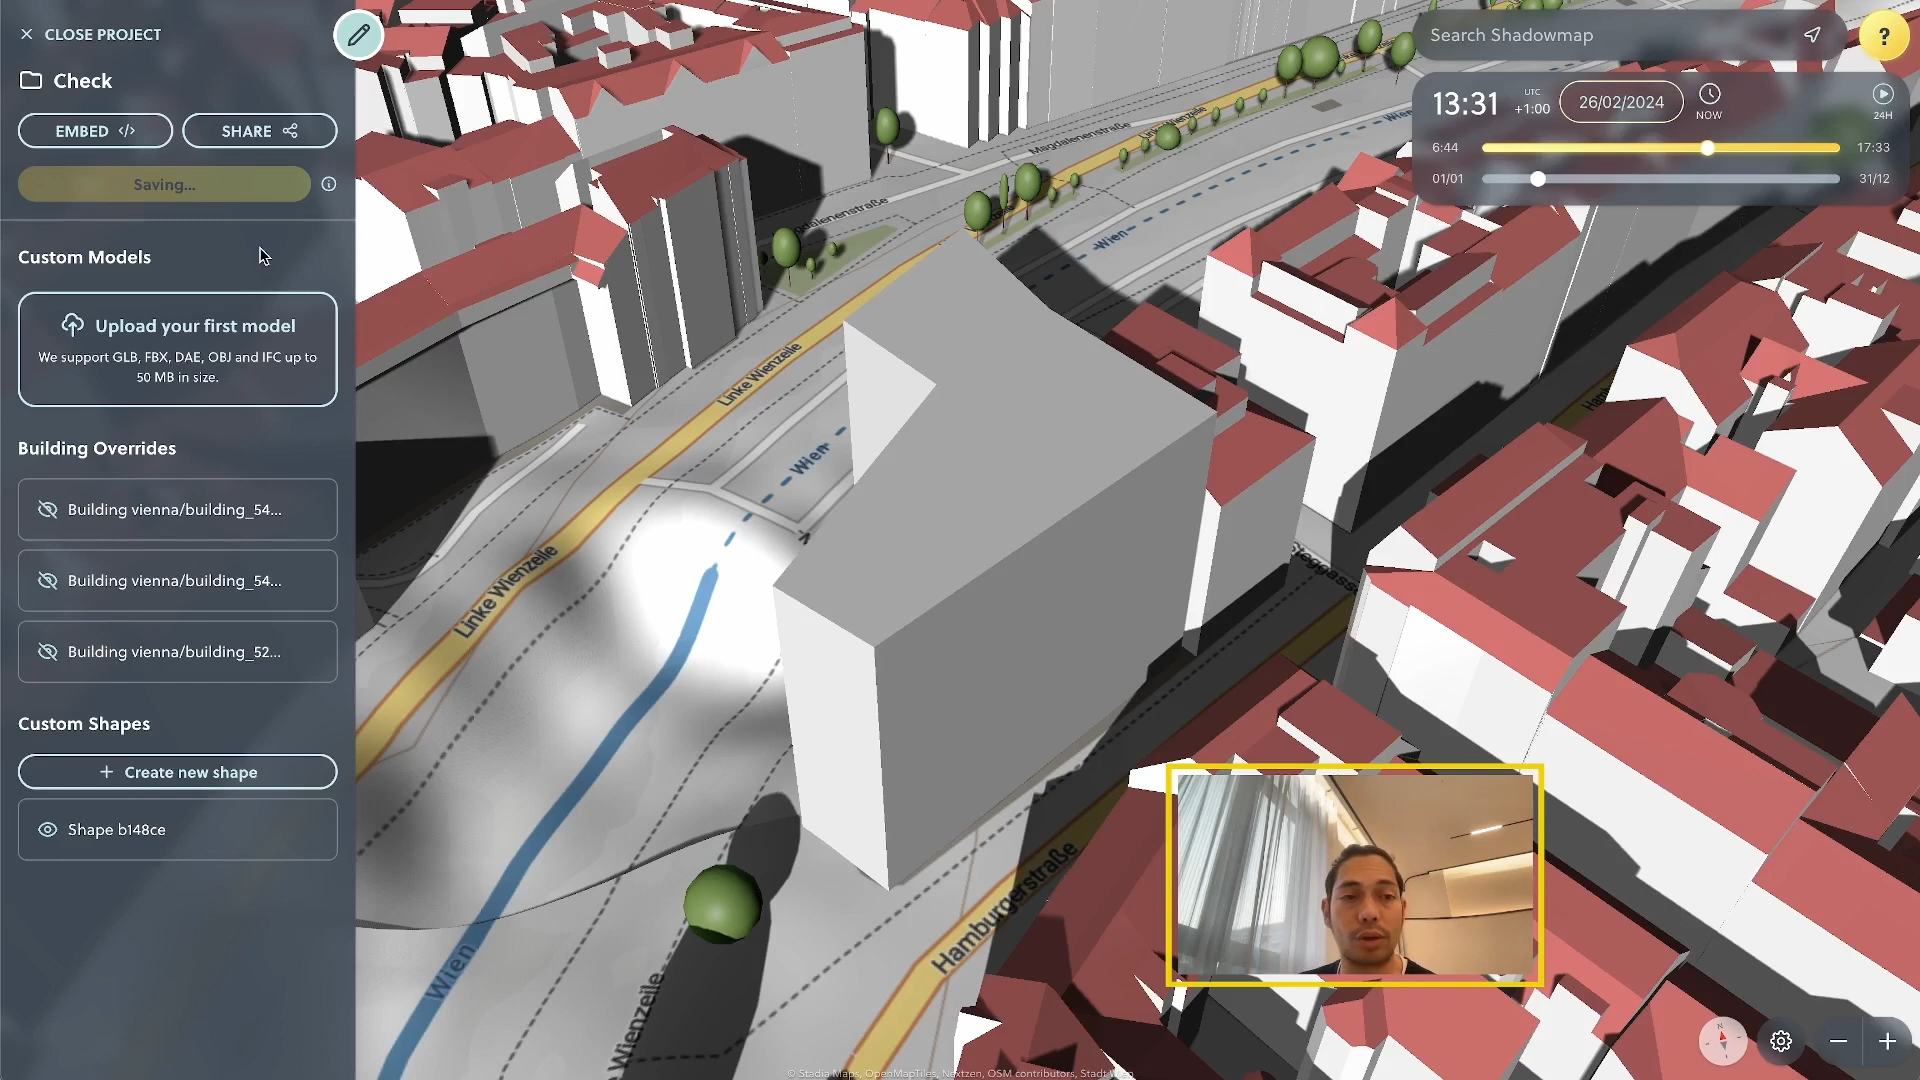 CLOSE PROJECT
Check
EMBED </>
SHARE
Saving...
Custom Models
Upload your first model
We support GLB, FBX, DAE, OBJ and IFC up to
50 MB in size.
Building Overrides
Building vienna/building_54...
Building vienna/building_54...
Building vienna/building_52...
Custom Shapes
+ Create new shape
Shape b148ce
Search Shadowmap
?
13:31
UTC
+1:00
26/02/2024
NOW
24H
6:44
17:33
01/01
31/12
Magdalenenstraße
Linke Wienzeile
Wien
Wien
Linke Wienzeile
Wien
Linke Wienzeile
Hamburgerstraße
Wien
Wienzeile
N
© Stadia Maps, OpenMapTiles, Nextzen, OSM contributors, Stadt Wien